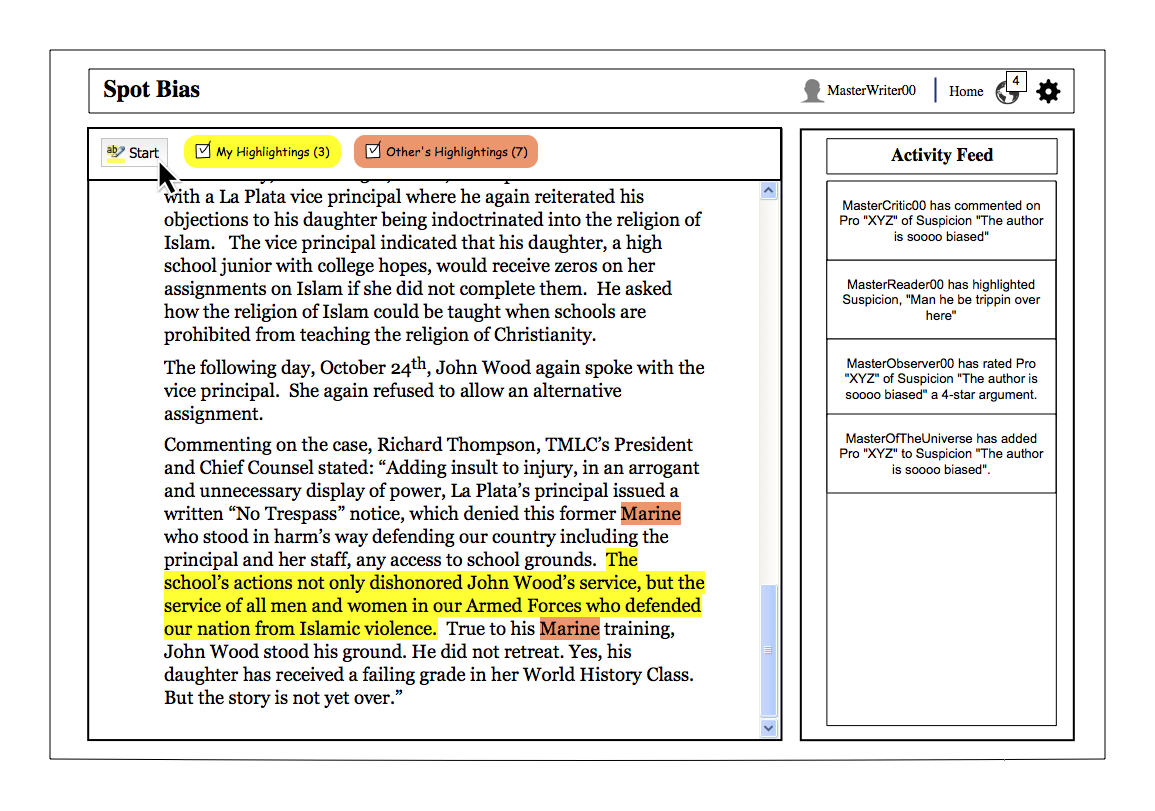 Spot Bias
MasterWriter00
Home
4
ab
Start
My Highlightings (3)
Other's Highlightings (7)
with a La Plata vice principal where he again reiterated his
objections to his daughter being indoctrinated into the religion of
Islam.   The vice principal indicated that his daughter, a high
school junior with college hopes, would receive zeros on her
assignments on Islam if she did not complete them.  He asked
how the religion of Islam could be taught when schools are
prohibited from teaching the religion of Christianity.
The following day, October 24th, John Wood again spoke with the
vice principal.  She again refused to allow an alternative
assignment.
Commenting on the case, Richard Thompson, TMLC’s President
and Chief Counsel stated: “Adding insult to injury, in an arrogant
and unnecessary display of power, La Plata’s principal issued a
written “No Trespass” notice, which denied this former Marine
who stood in harm’s way defending our country including the
principal and her staff, any access to school grounds.  The
school’s actions not only dishonored John Wood’s service, but the
service of all men and women in our Armed Forces who defended
our nation from Islamic violence.  True to his Marine training,
John Wood stood his ground. He did not retreat. Yes, his
daughter has received a failing grade in her World History Class.
But the story is not yet over.”
Activity Feed
MasterCritic00 has commented on
Pro "XYZ" of Suspicion "The author
is soooo biased"
MasterReader00 has highlighted
Suspicion, "Man he be trippin over
here"
MasterObserver00 has rated Pro
"XYZ" of Suspicion "The author is
soooo biased" a 4-star argument.
MasterOfTheUniverse has added
Pro "XYZ" to Suspicion "The author
is soooo biased".